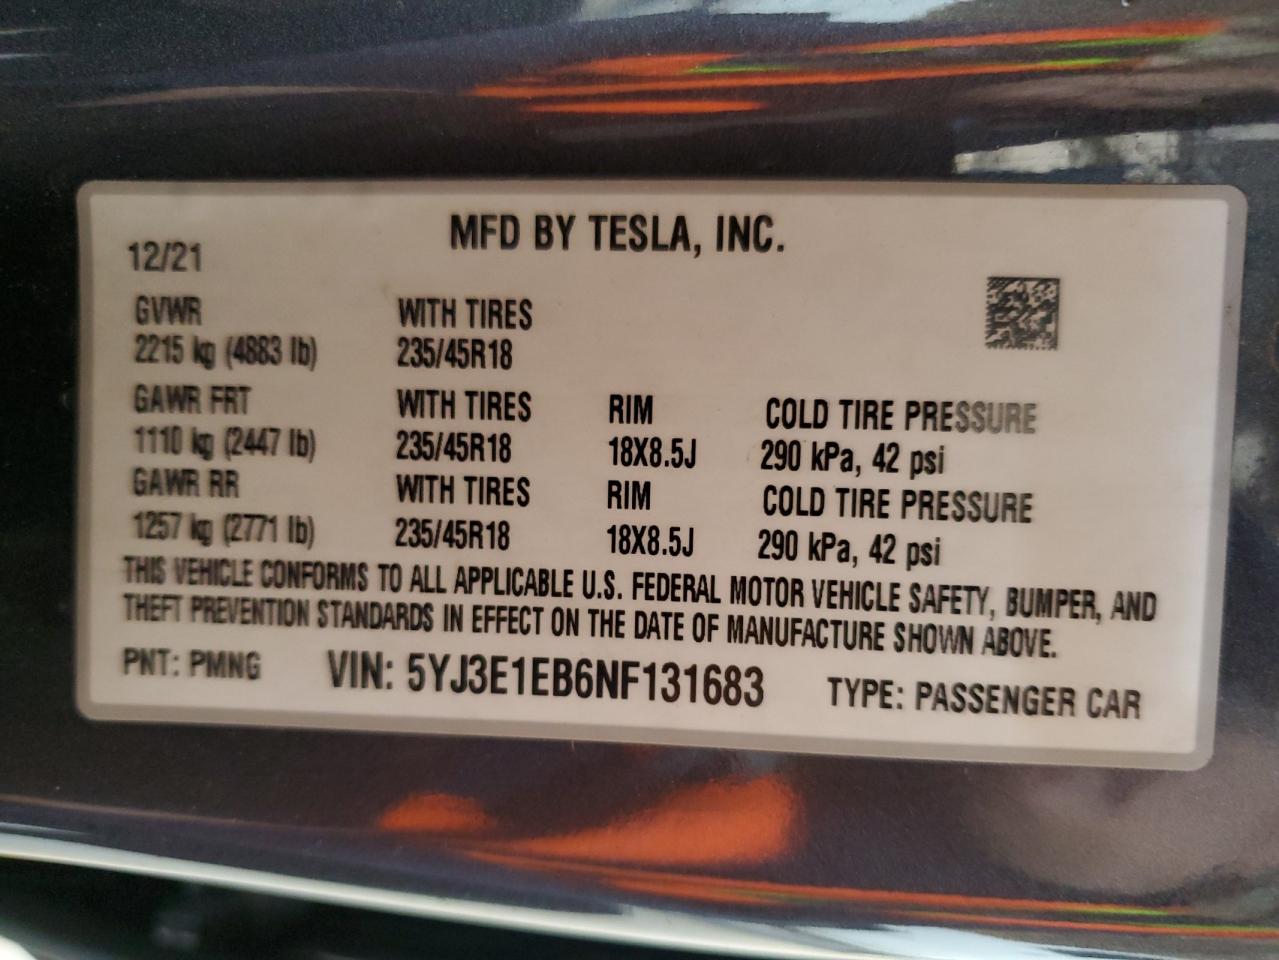 MFD BY TESLA, INC.
12/21
GVWR WITH TIRES
2215 kg (4883 lb) 235/45R18
GAWR FRT WITH TIRES RIM COLD TIRE PRESSURE
1110 kg (2447 lb) 235/45R18 18X8.5J 290 kPa, 42 psi
GAWR RR WITH TIRES RIM COLD TIRE PRESSURE
1257 kg (2771 lb) 235/45R18 18X8.5J 290 kPa, 42 psi
THIS VEHICLE CONFORMS TO ALL APPLICABLE U.S. FEDERAL MOTOR VEHICLE SAFETY, BUMPER, AND
THEFT PREVENTION STANDARDS IN EFFECT ON THE DATE OF MANUFACTURE SHOWN ABOVE.
PNT: PMNG VIN: 5YJ3E1EB6NF131683 TYPE: PASSENGER CAR